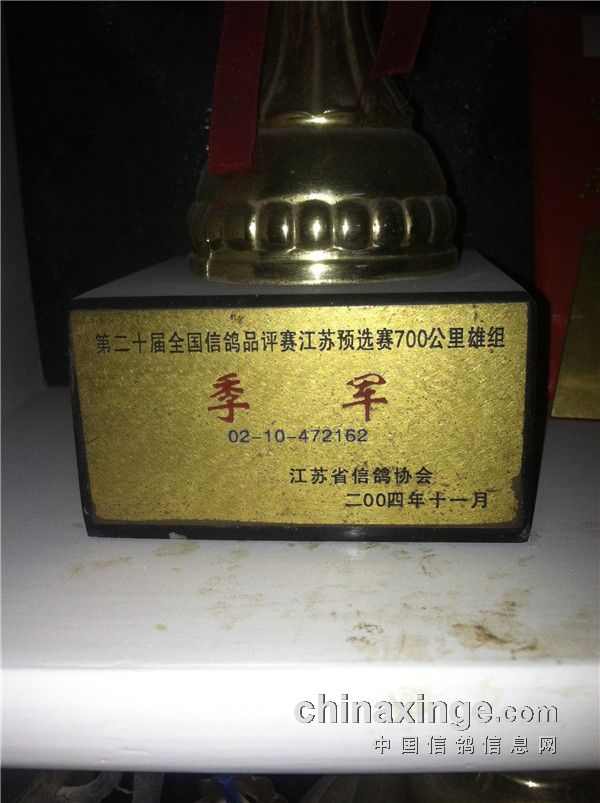 第二十届全国信鸽品评赛江苏预选赛700公里雄组
季 军
02-10-472162
江苏省信鸽协会
二00四年十一月
chinaxinge.com
中国信鸽信息网